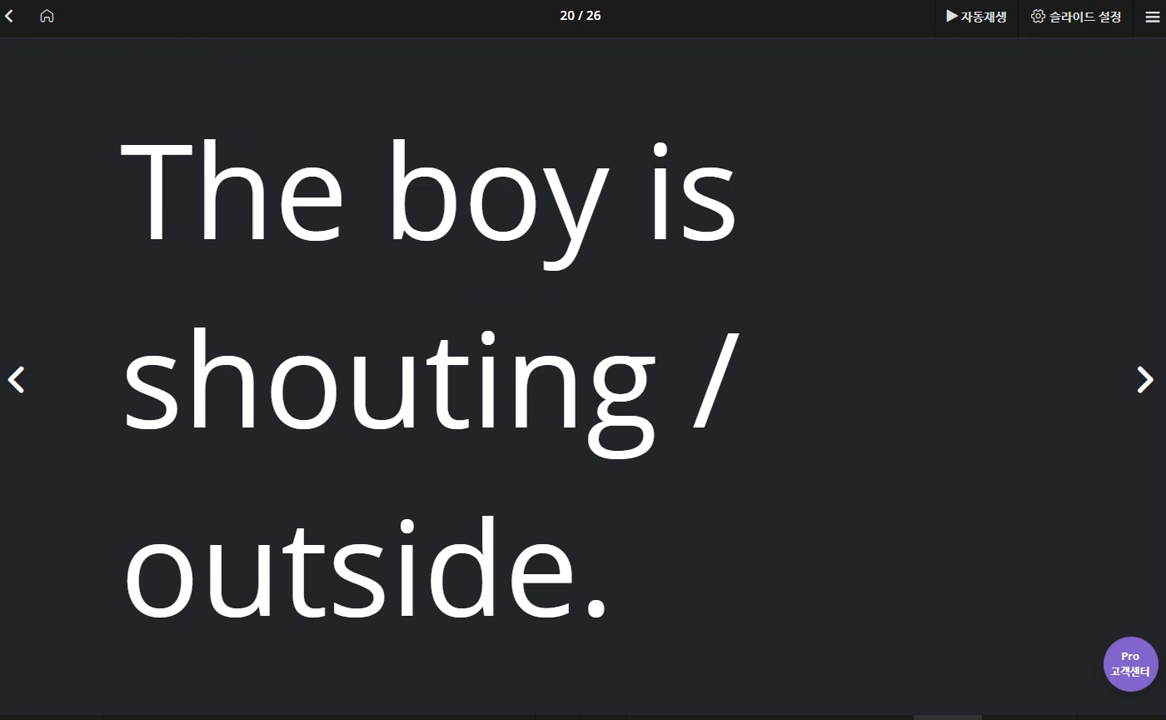 20 / 26
자동재생
슬라이드 설정
The boy is
shouting /
outside.
Pro
고객센터